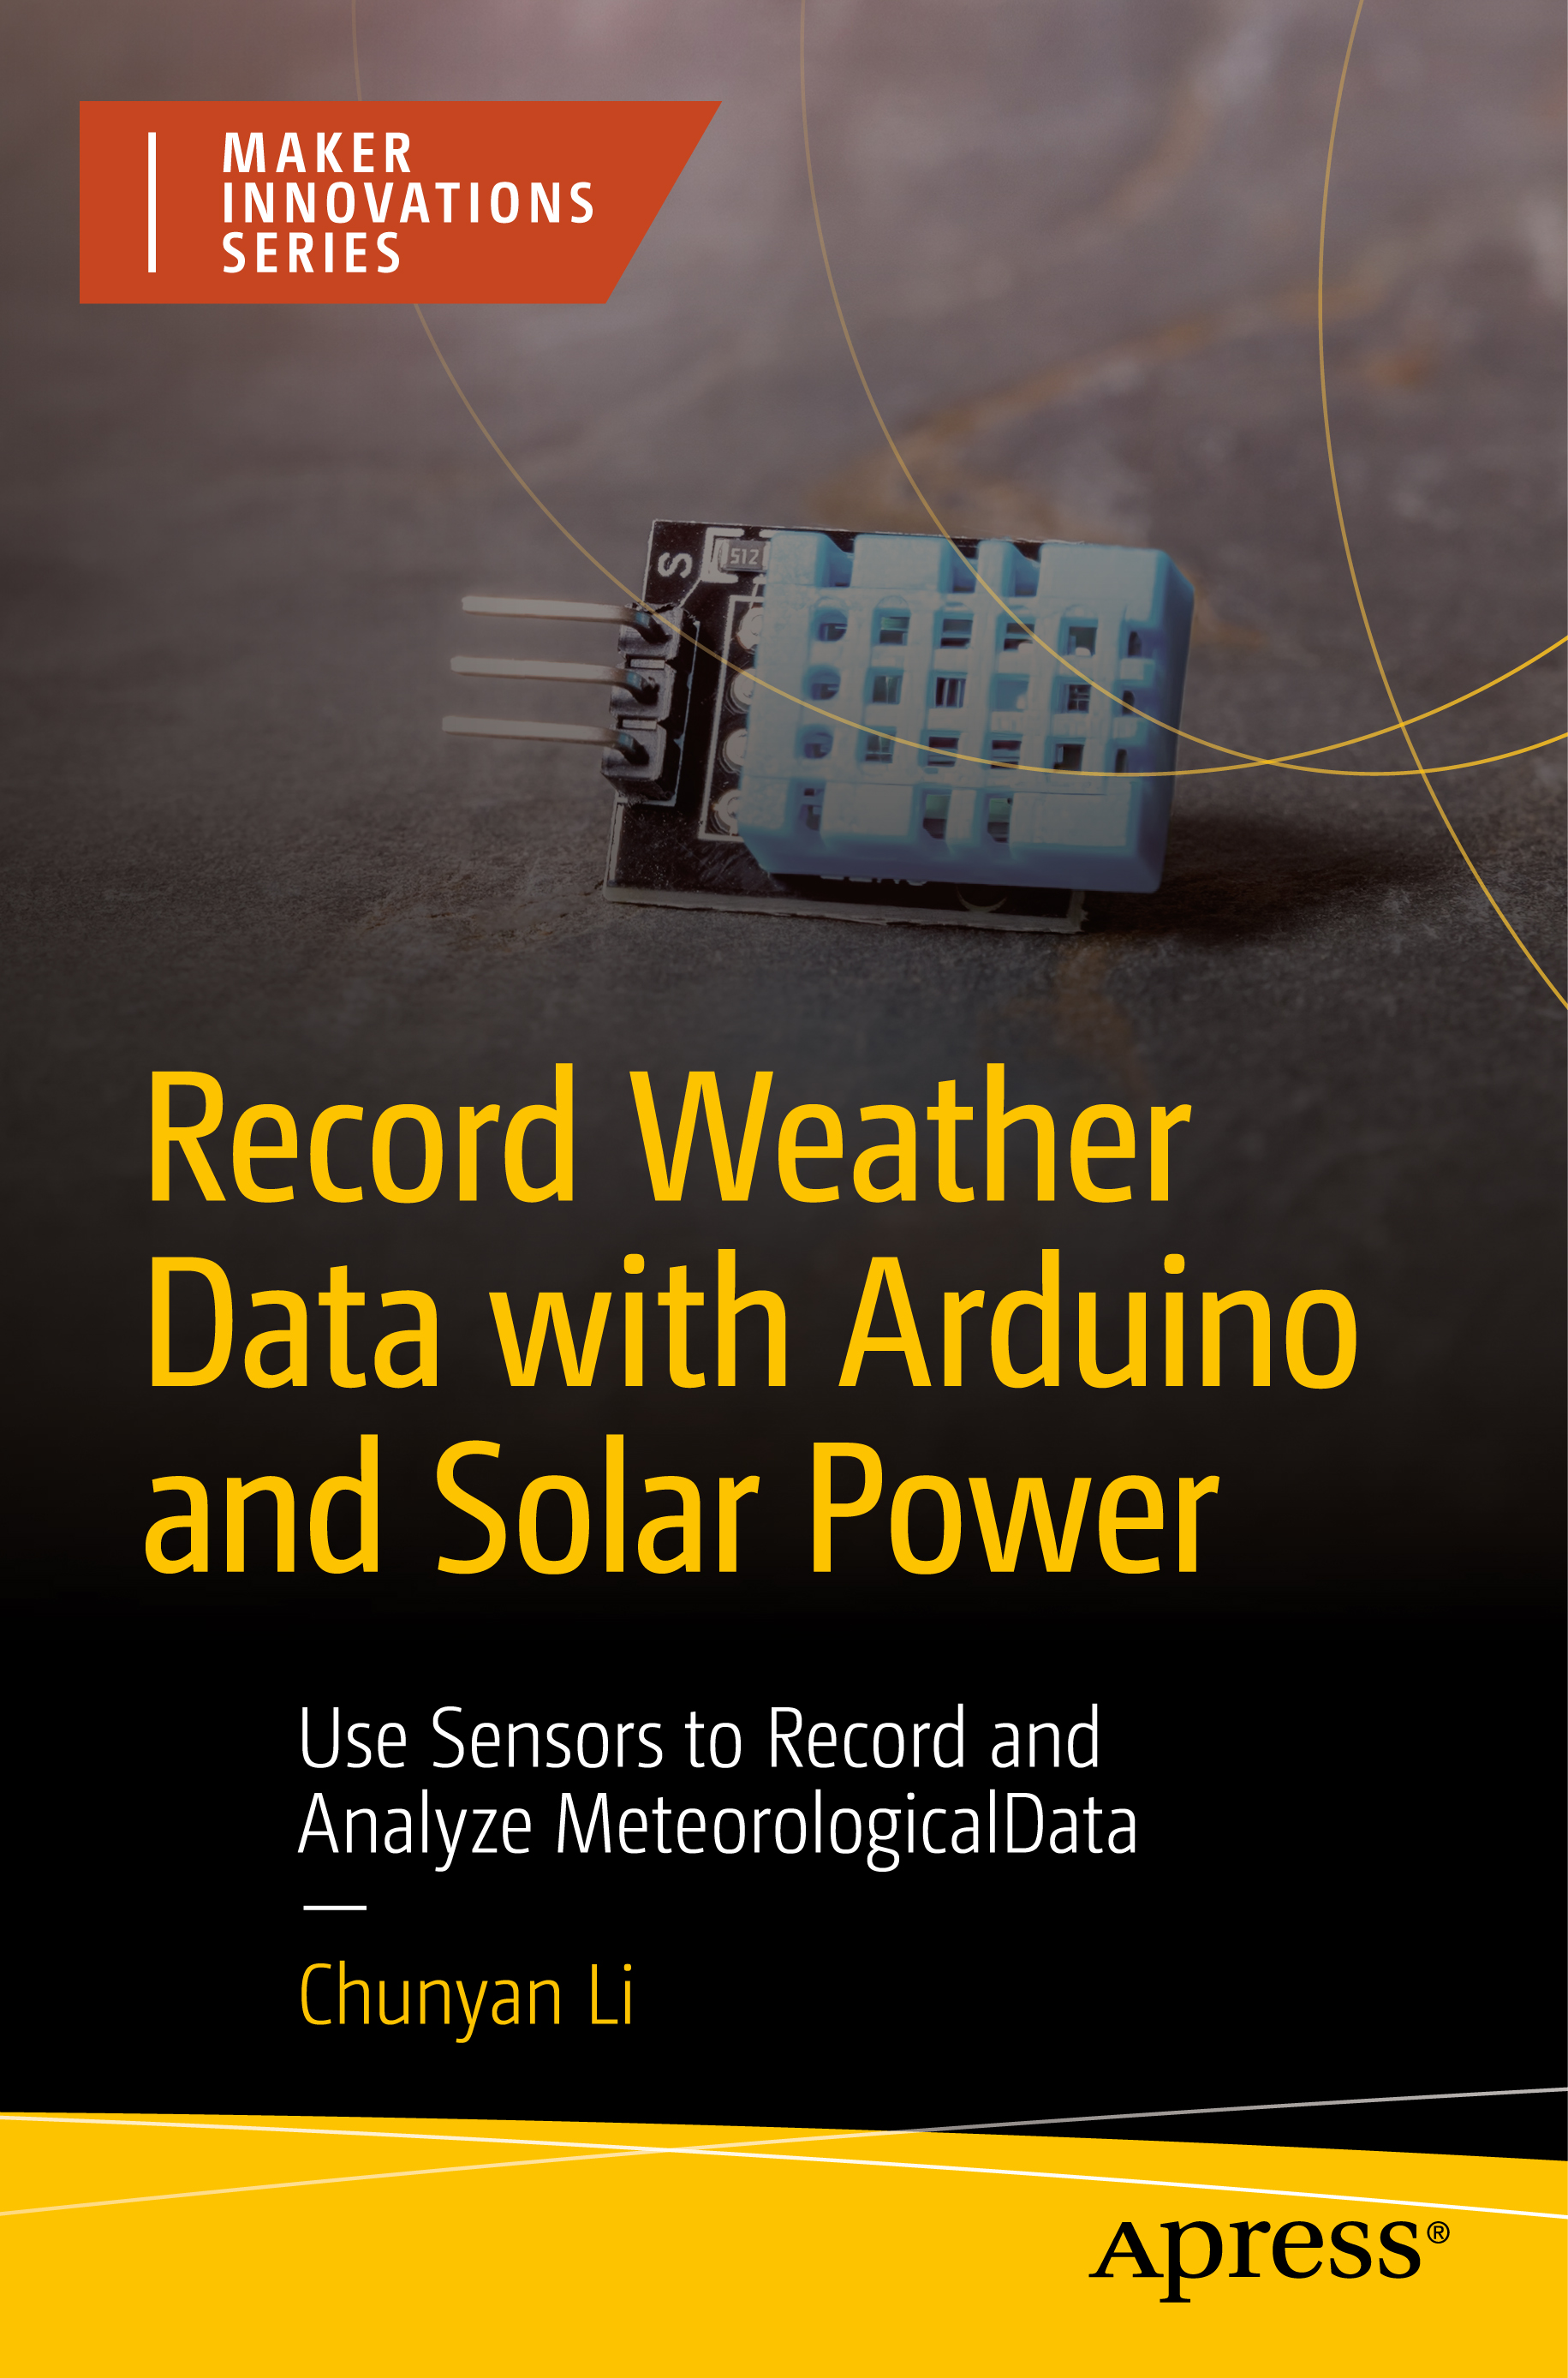 MAKER
INNOVATIONS
SERIES
S
512
Record Weather
Data with Arduino
and Solar Power
Use Sensors to Record and
Analyze MeteorologicalData
Chunyan Li
Apress®